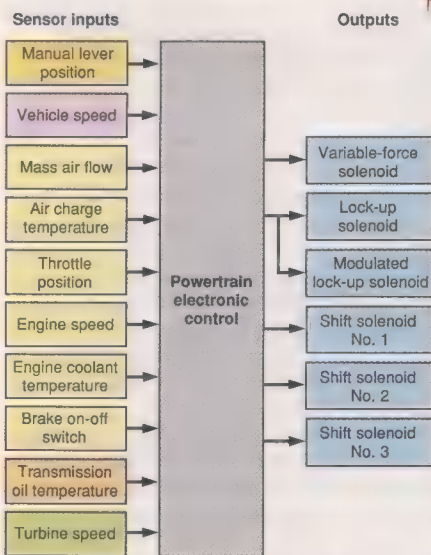 Sensor inputs
Outputs
Manual lever
position
Vehicle speed
Mass air flow
Air charge
temperature
Throttle
position
Engine speed
Engine coolant
temperature
Brake on-off
switch
Transmission
oil temperature
Turbine speed
Powertrain
electronic
control
Variable-force
solenoid
Lock-up
solenoid
Modulated
lock-up solenoid
Shift solenoid
No. 1
Shift solenoid
No. 2
Shift solenoid
No. 3